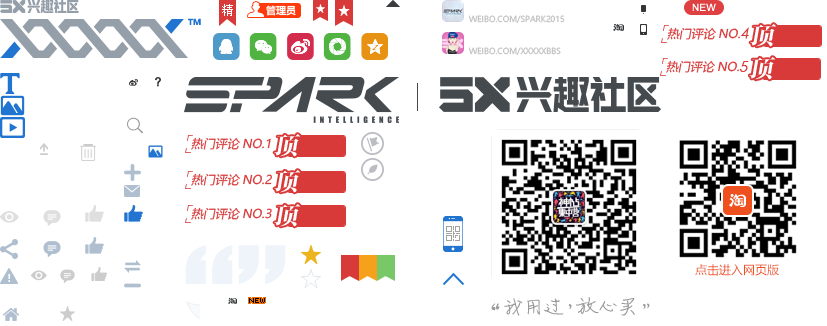 5X兴趣社区
XXXXX™
精
管理员
WEIBO.COM/SPARK2015
WEIBO.COM/XXXXXBBS
淘
NEW
热门评论 NO.4 顶
热门评论 NO.5 顶
T
?
SPARK
INTELLIGENCE
5X兴趣社区
热门评论 NO.1 顶
热门评论 NO.2 顶
热门评论 NO.3 顶
淘
点击进入网页版
淘
NEW
“我用过，放心买”